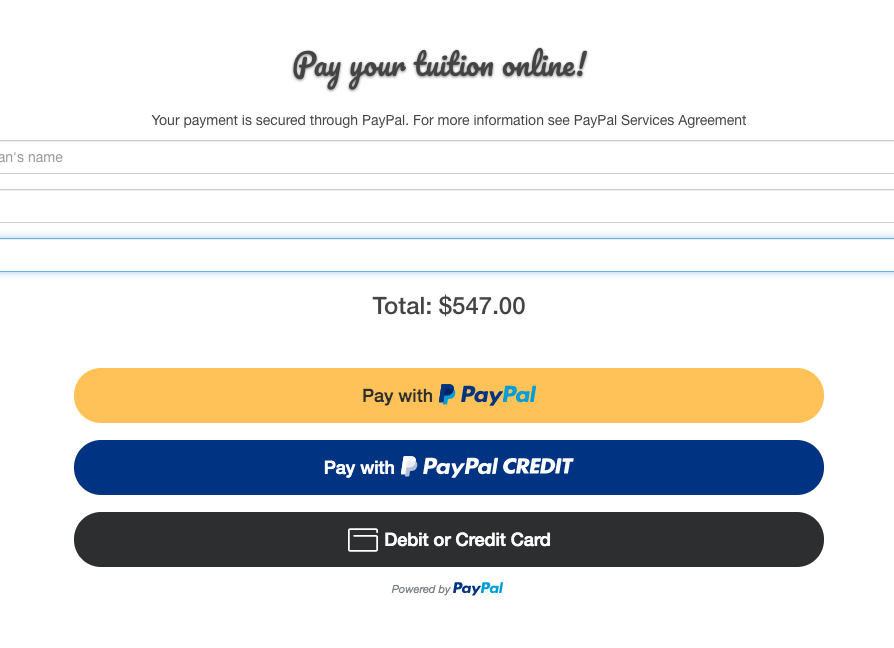 Pay your tuition online!
Your payment is secured through PayPal. For more information see PayPal Services Agreement
an's name
Total: $547.00
Pay with PayPal
Pay with PayPal CREDIT
Debit or Credit Card
Powered by PayPal